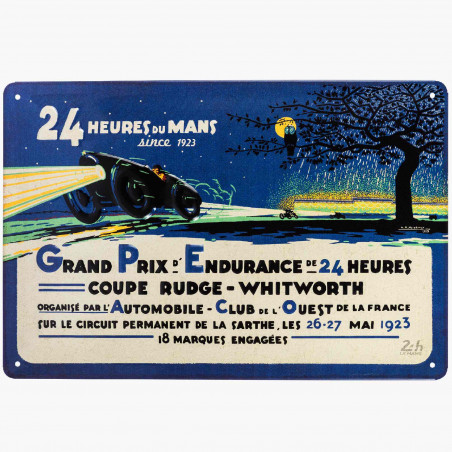 24 HEURES DU MANS
since 1923
GRAND PRIX D'ENDURANCE DE 24 HEURES
COUPE RUDGE - WHITWORTH
ORGANISÉ PAR L'AUTOMOBILE - CLUB DE L'OUEST DE LA FRANCE
SUR LE CIRCUIT PERMANENT DE LA SARTHE, LES 26-27 MAI 1923
18 MARQUES ENGAGÉES
24h
LE MANS